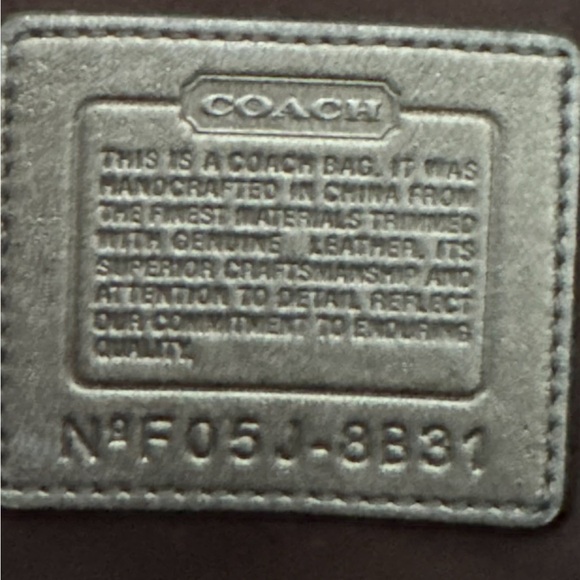 COACH
THIS IS A COACH BAG. IT WAS
HANDCRAFTED IN CHINA FROM
THE FINEST MATERIALS TRIMMED
WITH GENUINE LEATHER. ITS
SUPERIOR CRAFTSMANSHIP AND
ATTENTION TO DETAIL REFLECT
OUR COMMITMENT TO ENDURING
QUALITY.
NºF05J-8B31